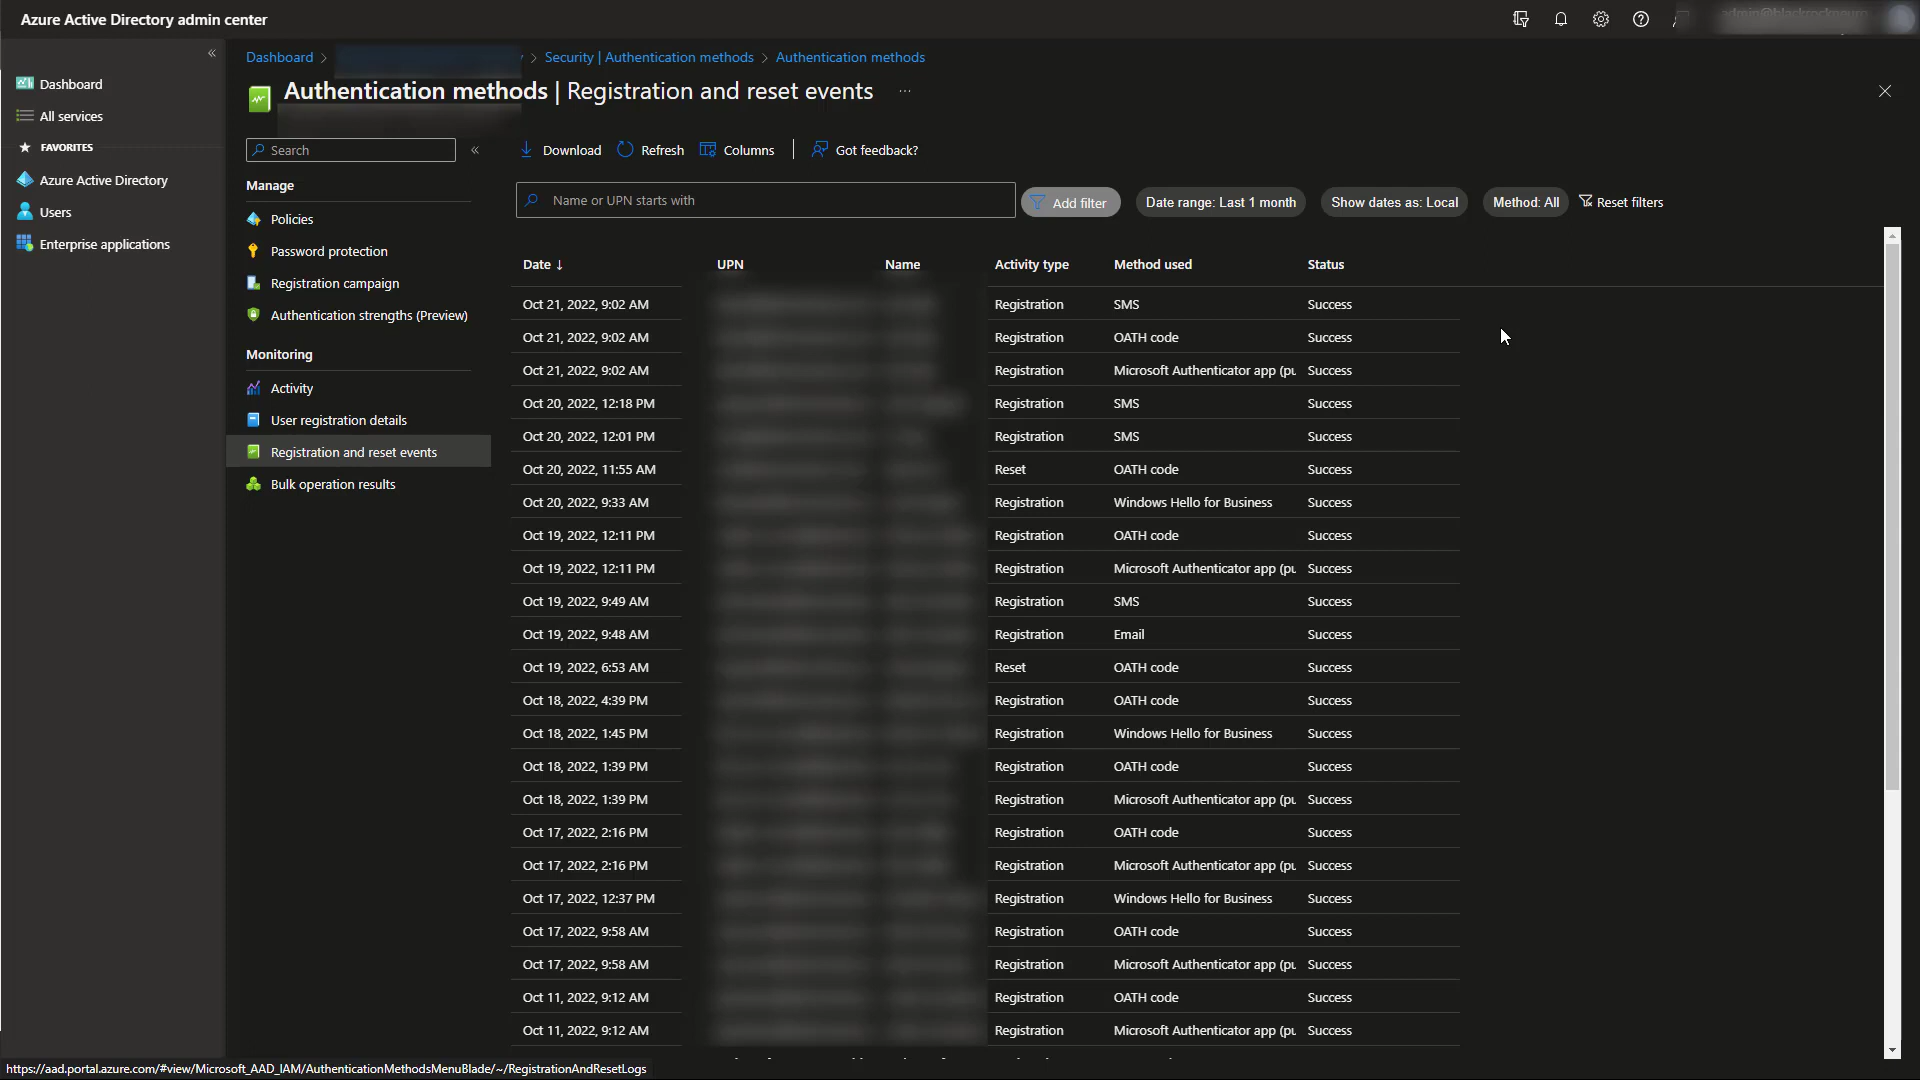 Azure Active Directory admin center
«
Dashboard
All services
FAVORITES
Azure Active Directory
Users
Enterprise applications
Dashboard > > Security | Authentication methods > Authentication methods
Authentication methods | Registration and reset events ...
Search «
Manage
Policies
Password protection
Registration campaign
Authentication strengths (Preview)
Monitoring
Activity
User registration details
Registration and reset events
Bulk operation results
Download Refresh Columns | Got feedback?
Name or UPN starts with Add filter Date range: Last 1 month Show dates as: Local Method: All Reset filters
Date ↓ UPN Name Activity type Method used Status
Oct 21, 2022, 9:02 AM Registration SMS Success
Oct 21, 2022, 9:02 AM Registration OATH code Success
Oct 21, 2022, 9:02 AM Registration Microsoft Authenticator app (pu Success
Oct 20, 2022, 12:18 PM Registration SMS Success
Oct 20, 2022, 12:01 PM Registration SMS Success
Oct 20, 2022, 11:55 AM Reset OATH code Success
Oct 20, 2022, 9:33 AM Registration Windows Hello for Business Success
Oct 19, 2022, 12:11 PM Registration OATH code Success
Oct 19, 2022, 12:11 PM Registration Microsoft Authenticator app (pu Success
Oct 19, 2022, 9:49 AM Registration SMS Success
Oct 19, 2022, 9:48 AM Registration Email Success
Oct 19, 2022, 6:53 AM Reset OATH code Success
Oct 18, 2022, 4:39 PM Registration OATH code Success
Oct 18, 2022, 1:45 PM Registration Windows Hello for Business Success
Oct 18, 2022, 1:39 PM Registration OATH code Success
Oct 18, 2022, 1:39 PM Registration Microsoft Authenticator app (pu Success
Oct 17, 2022, 2:16 PM Registration OATH code Success
Oct 17, 2022, 2:16 PM Registration Microsoft Authenticator app (pu Success
Oct 17, 2022, 12:37 PM Registration Windows Hello for Business Success
Oct 17, 2022, 9:58 AM Registration OATH code Success
Oct 17, 2022, 9:58 AM Registration Microsoft Authenticator app (pu Success
Oct 11, 2022, 9:12 AM Registration OATH code Success
Oct 11, 2022, 9:12 AM Registration Microsoft Authenticator app (pu Success
https://aad.portal.azure.com/#view/Microsoft_AAD_IAM/AuthenticationMethodsMenuBlade/~/RegistrationAndResetLogs